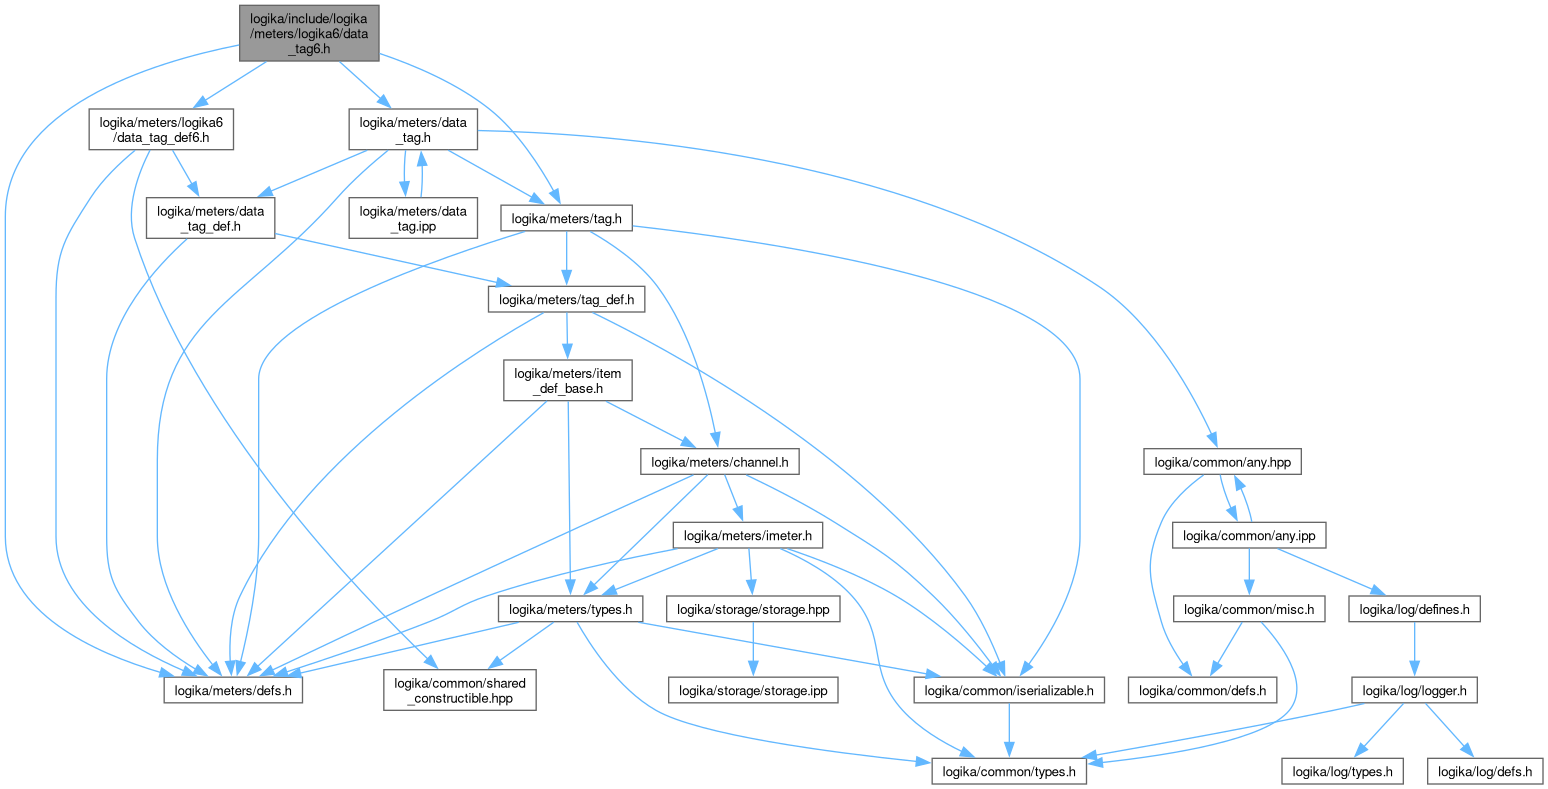 logika/include/logika
/meters/logika6/data
_tag6.h
logika/meters/logika6
/data_tag_def6.h
logika/meters/data
_tag.h
logika/meters/data
_tag_def.h
logika/meters/data
_tag.ipp
logika/meters/tag.h
logika/meters/tag_def.h
logika/meters/item
_def_base.h
logika/meters/channel.h
logika/common/any.hpp
logika/meters/imeter.h
logika/common/any.ipp
logika/meters/types.h
logika/storage/storage.hpp
logika/common/misc.h
logika/log/defines.h
logika/meters/defs.h
logika/common/shared
_constructible.hpp
logika/storage/storage.ipp
logika/common/iserializable.h
logika/common/defs.h
logika/log/logger.h
logika/common/types.h
logika/log/types.h
logika/log/defs.h